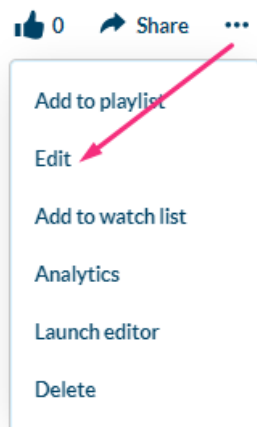 0 Share
Add to playlist
Edit
Add to watch list
Analytics
Launch editor
Delete